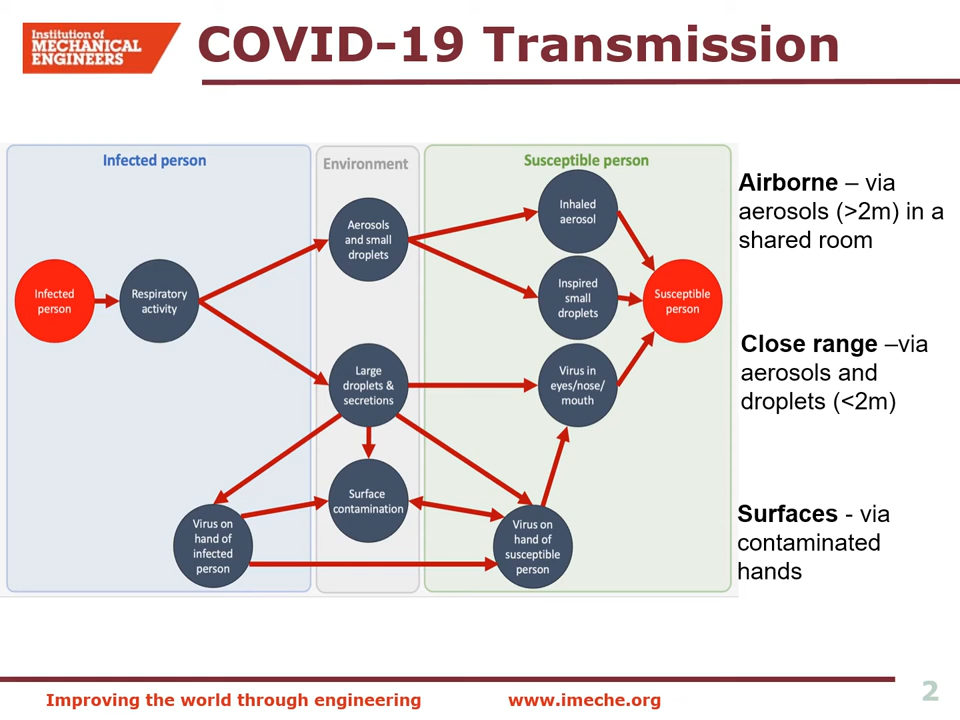 Institution of
MECHANICAL
ENGINEERS
COVID-19 Transmission
Infected person
Environment
Susceptible person
Infected
person
Respiratory
activity
Aerosols
and small
droplets
Large
droplets &
secretions
Surface
contamination
Virus on
hand of
infected
person
Inhaled
aerosol
Inspired
small
droplets
Virus in
eyes/nose/
mouth
Virus on
hand of
susceptible
person
Susceptible
person
Airborne – via
aerosols (>2m) in a
shared room
Close range –via
aerosols and
droplets (<2m)
Surfaces - via
contaminated
hands
Improving the world through engineering
www.imeche.org
2